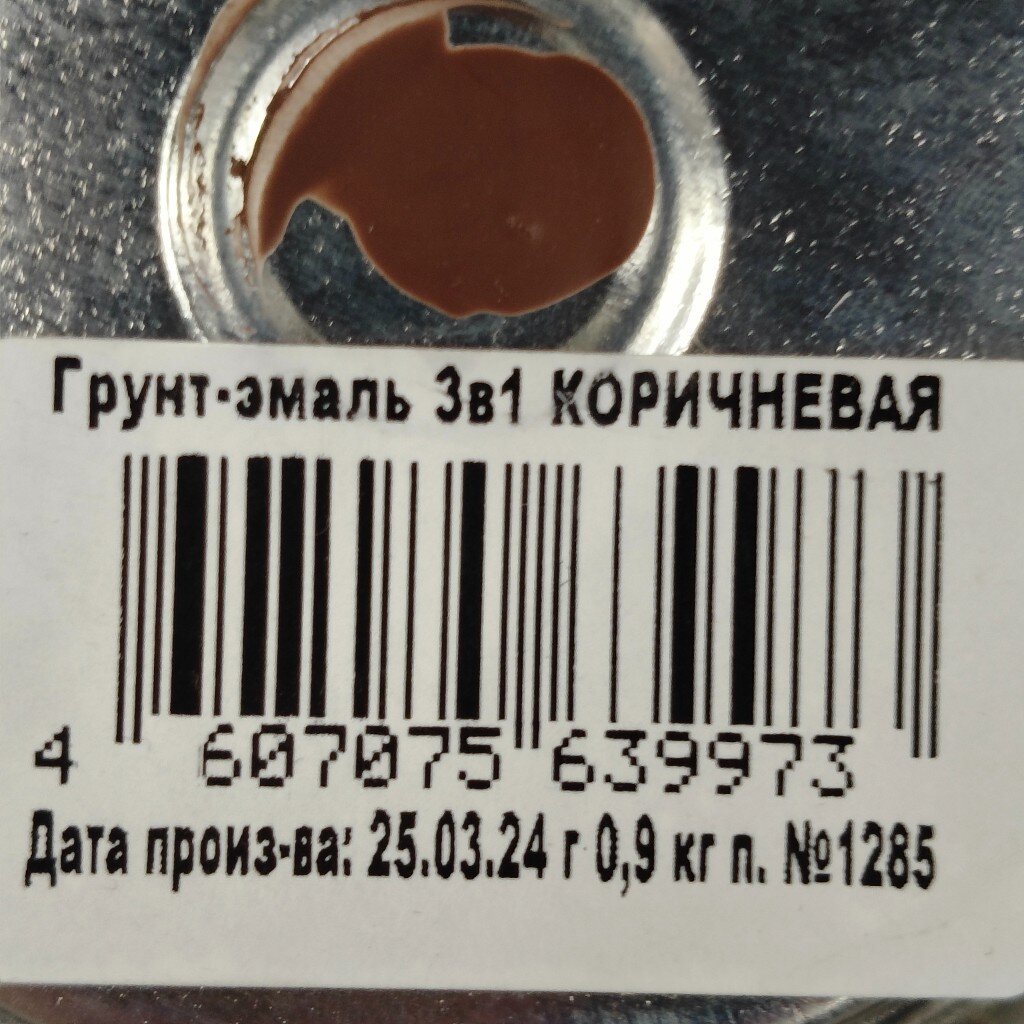 Грунт-эмаль 3в1 КОРИЧНЕВАЯ
4 607075 639973
Дата произ-ва: 25.03.24 г 0,9 кг п. №1285